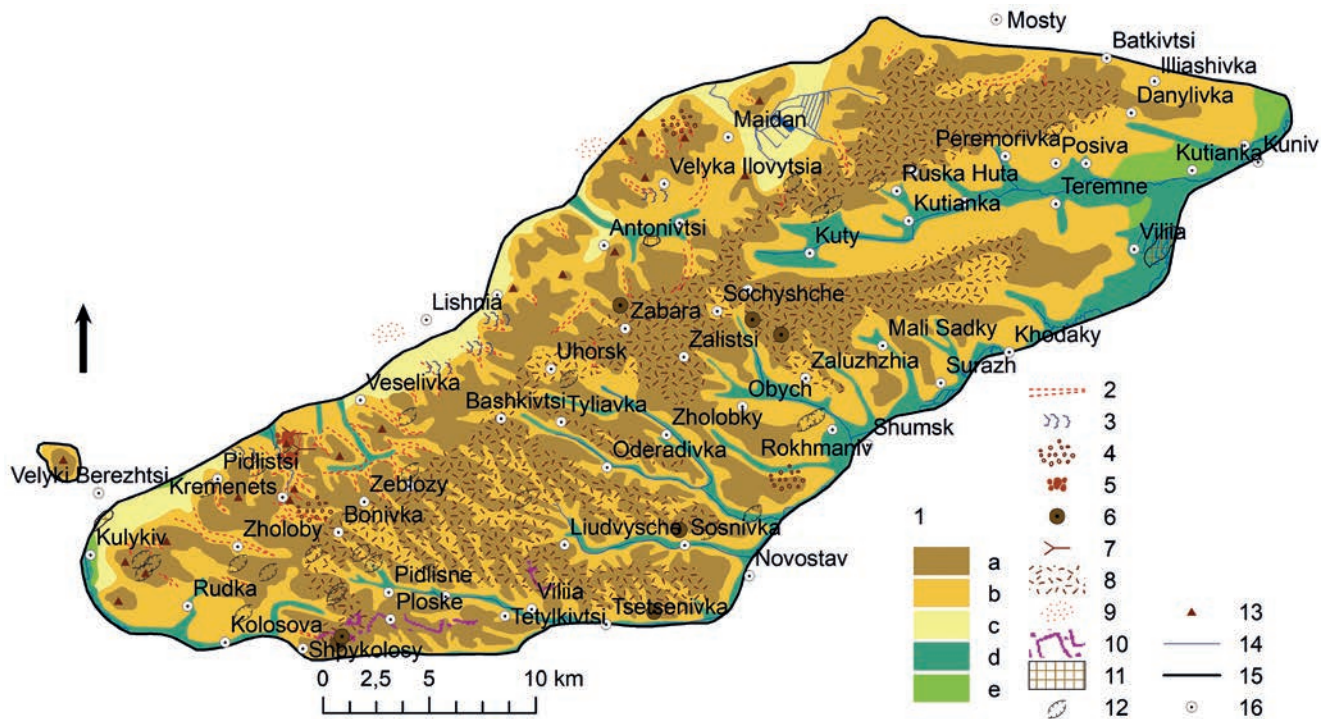 Mosty
Batkivtsi
Illiashivka
Danylivka
Maidan
Peremorivka
Posiva
Kutianka
Kuniv
Velyka Ilovytsia
Ruska Huta
Teremne
Kutianka
Antonivtsi
Kuty
Viliia
Lishnia
Zabara
Sochyshche
Mali Sadky
Khodaky
Uhorsk
Zalistsi
Zaluzhzhia
Surazh
Veselivka
Obych
Bashkivtsi
Tyliavka
Zholobky
Shumsk
Oderadivka
Rokhmaniv
Velyki Berezhtsi
Pidlistsi
Kremenets
Zeblozy
Bonivka
Zholoby
Kulykiv
Liudvysche
Sosnivka
Novostav
Rudka
Pidlisne
Ploske
Viliia
Tetylkivtsi
Tsetsenivka
Kolosova
Shpykolosy
0 2,5 5 10 km
1
a
b
c
d
e
2
3
4
5
6
7
8
9
10
11
12
13
14
15
16